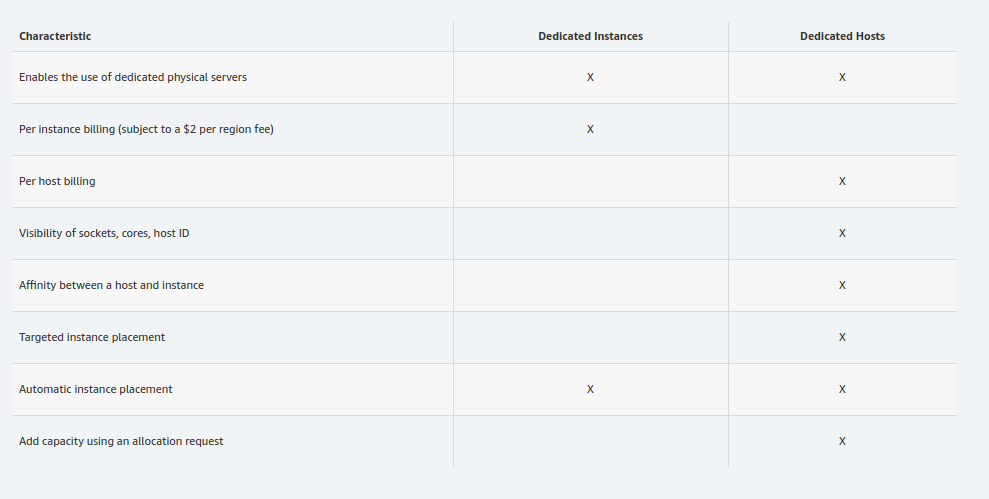 Characteristic Dedicated Instances Dedicated Hosts
Enables the use of dedicated physical servers X X
Per instance billing (subject to a $2 per region fee) X
Per host billing X
Visibility of sockets, cores, host ID X
Affinity between a host and instance X
Targeted instance placement X
Automatic instance placement X X
Add capacity using an allocation request X